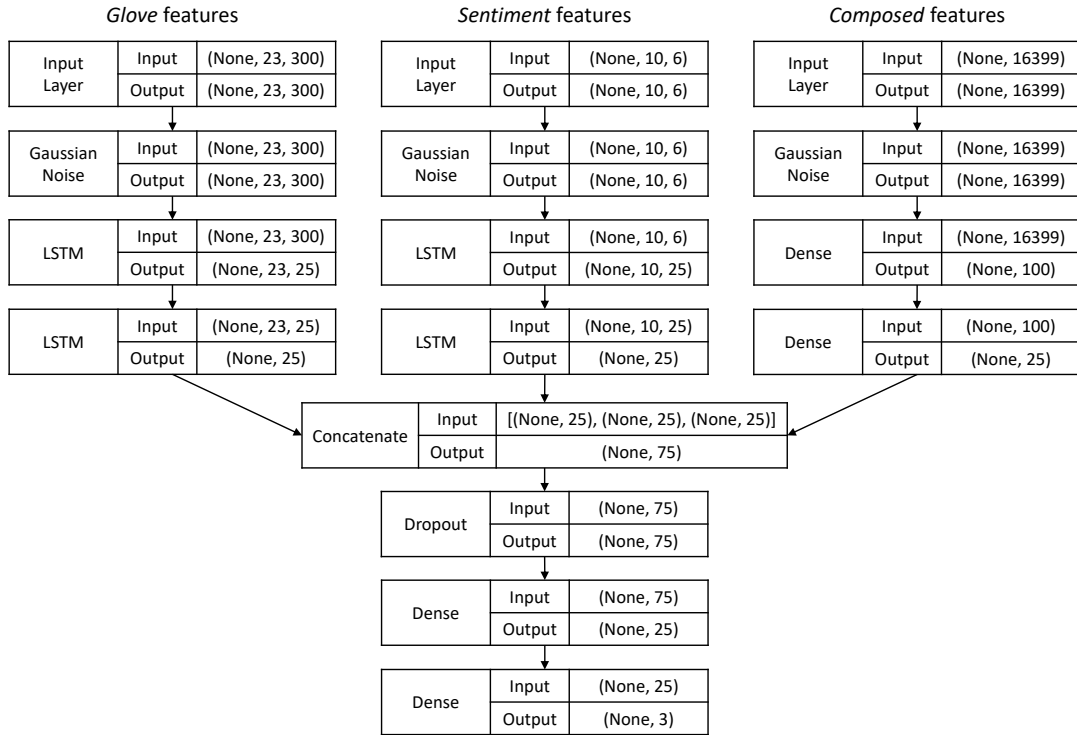 Glove features
Input Layer
Input (None, 23, 300)
Output (None, 23, 300)
Gaussian Noise
Input (None, 23, 300)
Output (None, 23, 300)
LSTM
Input (None, 23, 300)
Output (None, 23, 25)
LSTM
Input (None, 23, 25)
Output (None, 25)
Sentiment features
Input Layer
Input (None, 10, 6)
Output (None, 10, 6)
Gaussian Noise
Input (None, 10, 6)
Output (None, 10, 6)
LSTM
Input (None, 10, 6)
Output (None, 10, 25)
LSTM
Input (None, 10, 25)
Output (None, 25)
Composed features
Input Layer
Input (None, 16399)
Output (None, 16399)
Gaussian Noise
Input (None, 16399)
Output (None, 16399)
Dense
Input (None, 16399)
Output (None, 100)
Dense
Input (None, 100)
Output (None, 25)
Concatenate
Input [(None, 25), (None, 25), (None, 25)]
Output (None, 75)
Dropout
Input (None, 75)
Output (None, 75)
Dense
Input (None, 75)
Output (None, 25)
Dense
Input (None, 25)
Output (None, 3)